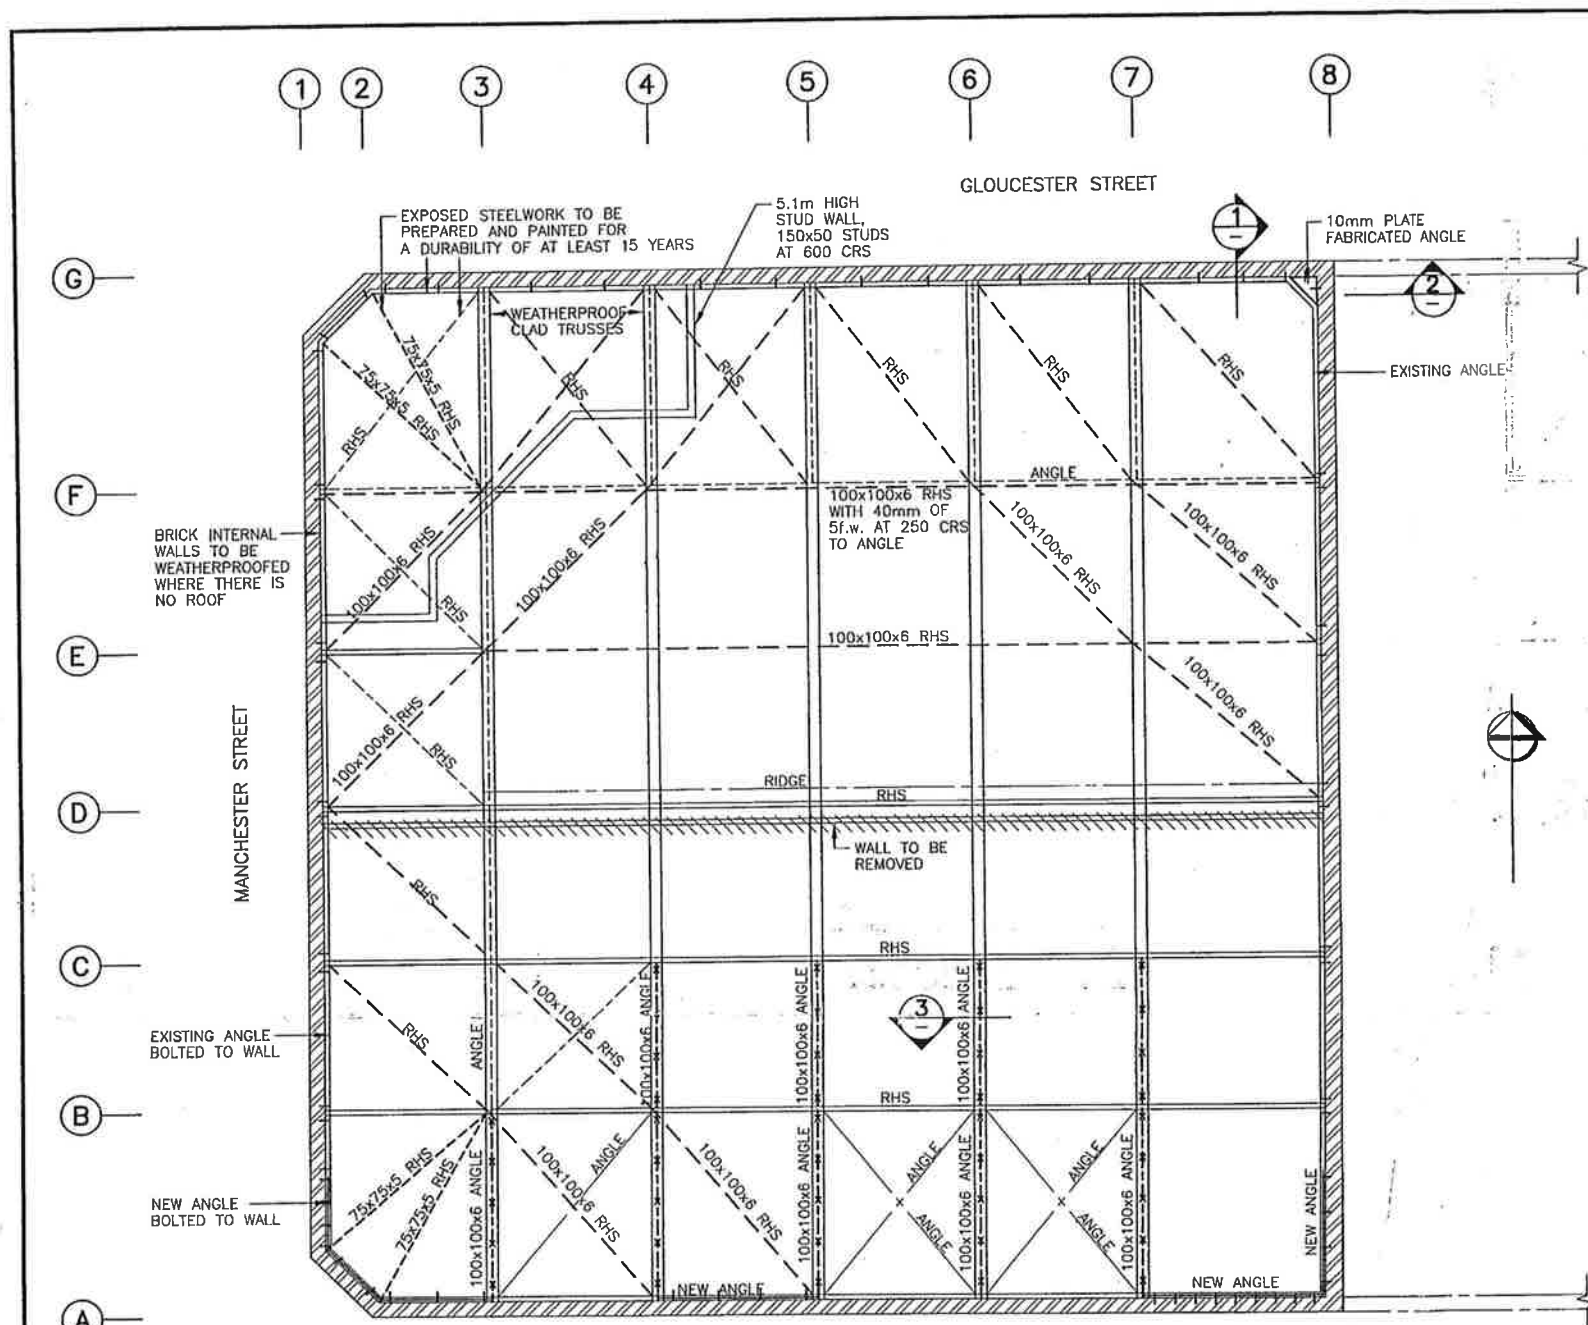 1
2
3
4
5
6
7
8
GLOUCESTER STREET
EXPOSED STEELWORK TO BE
PREPARED AND PAINTED FOR
A DURABILITY OF AT LEAST 15 YEARS
5.1m HIGH
STUD WALL,
150x50 STUDS
AT 600 CRS
1
–
10mm PLATE
FABRICATED ANGLE
G
2
–
WEATHERPROOF
CLAD TRUSSES
75x75x5 RHS
75x75x5 RHS
RHS
RHS
RHS
RHS
RHS
RHS
EXISTING ANGLE
F
ANGLE
100x100x6 RHS
WITH 40mm OF
5f.w. AT 250 CRS
TO ANGLE
BRICK INTERNAL
WALLS TO BE
WEATHERPROOFED
WHERE THERE IS
NO ROOF
100x100x6 RHS
RHS
100x100x6 RHS
100x100x6 RHS
100x100x6 RHS
E
100x100x6 RHS
100x100x6 RHS
100x100x6 RHS
RHS
MANCHESTER STREET
RIDGE
RHS
D
WALL TO BE
REMOVED
RHS
C
RHS
EXISTING ANGLE
BOLTED TO WALL
RHS
ANGLE
100x100x6 RHS
100x100x6 ANGLE
100x100x6 ANGLE
3
–
100x100x6 ANGLE
B
RHS
75x75x5 RHS
75x75x5 RHS
100x100x6 ANGLE
100x100x6 RHS
ANGLE
100x100x6 RHS
100x100x6 ANGLE
ANGLE
ANGLE
100x100x6 ANGLE
ANGLE
ANGLE
100x100x6 ANGLE
NEW ANGLE
NEW ANGLE
BOLTED TO WALL
NEW ANGLE
NEW ANGLE
A